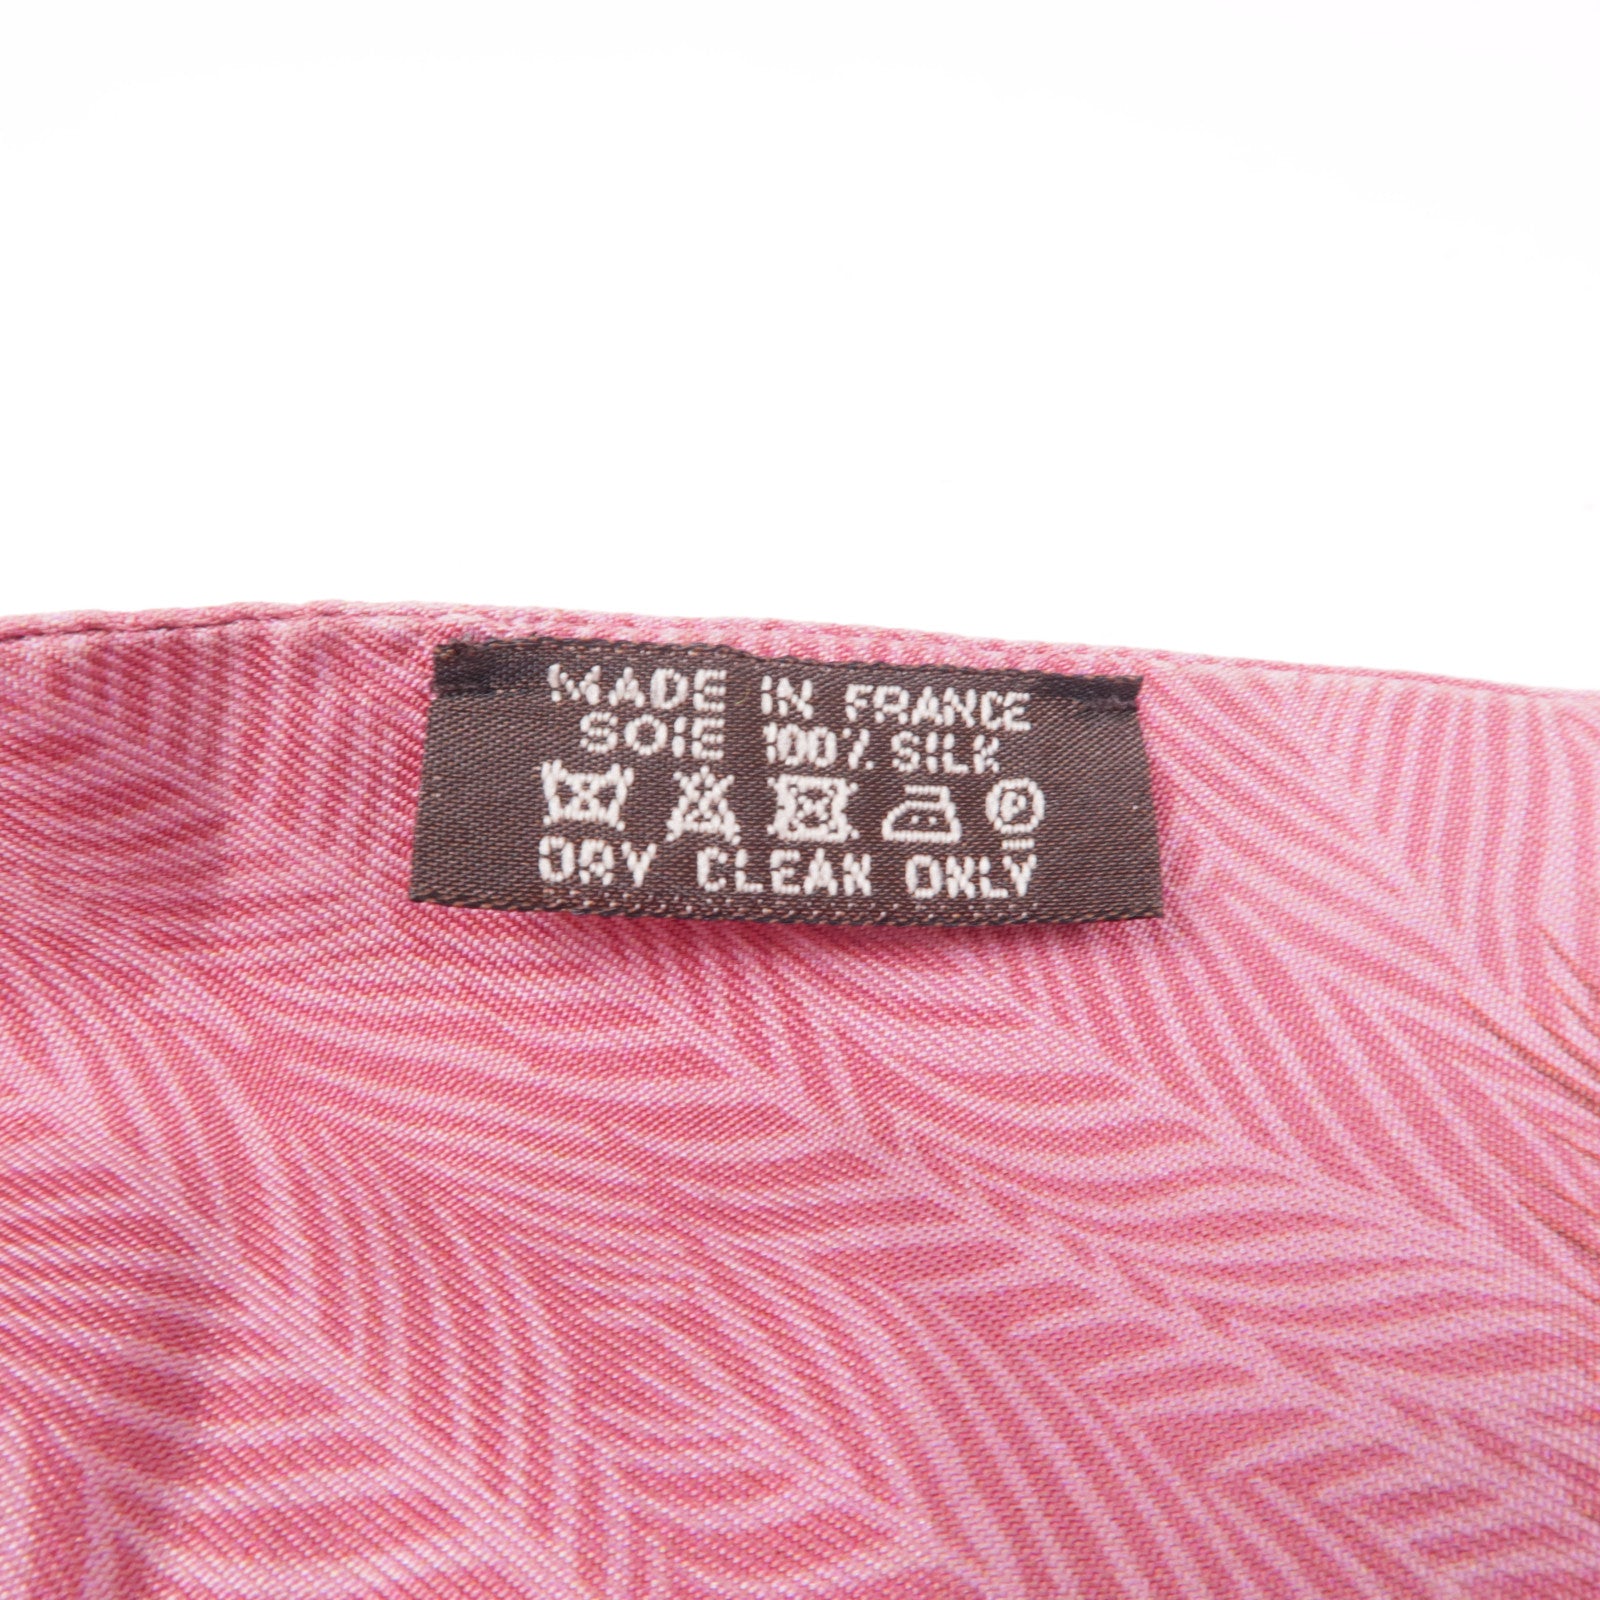 MADE IN FRANCE
SOIE 100% SILK
P
DRY CLEAN ONLY